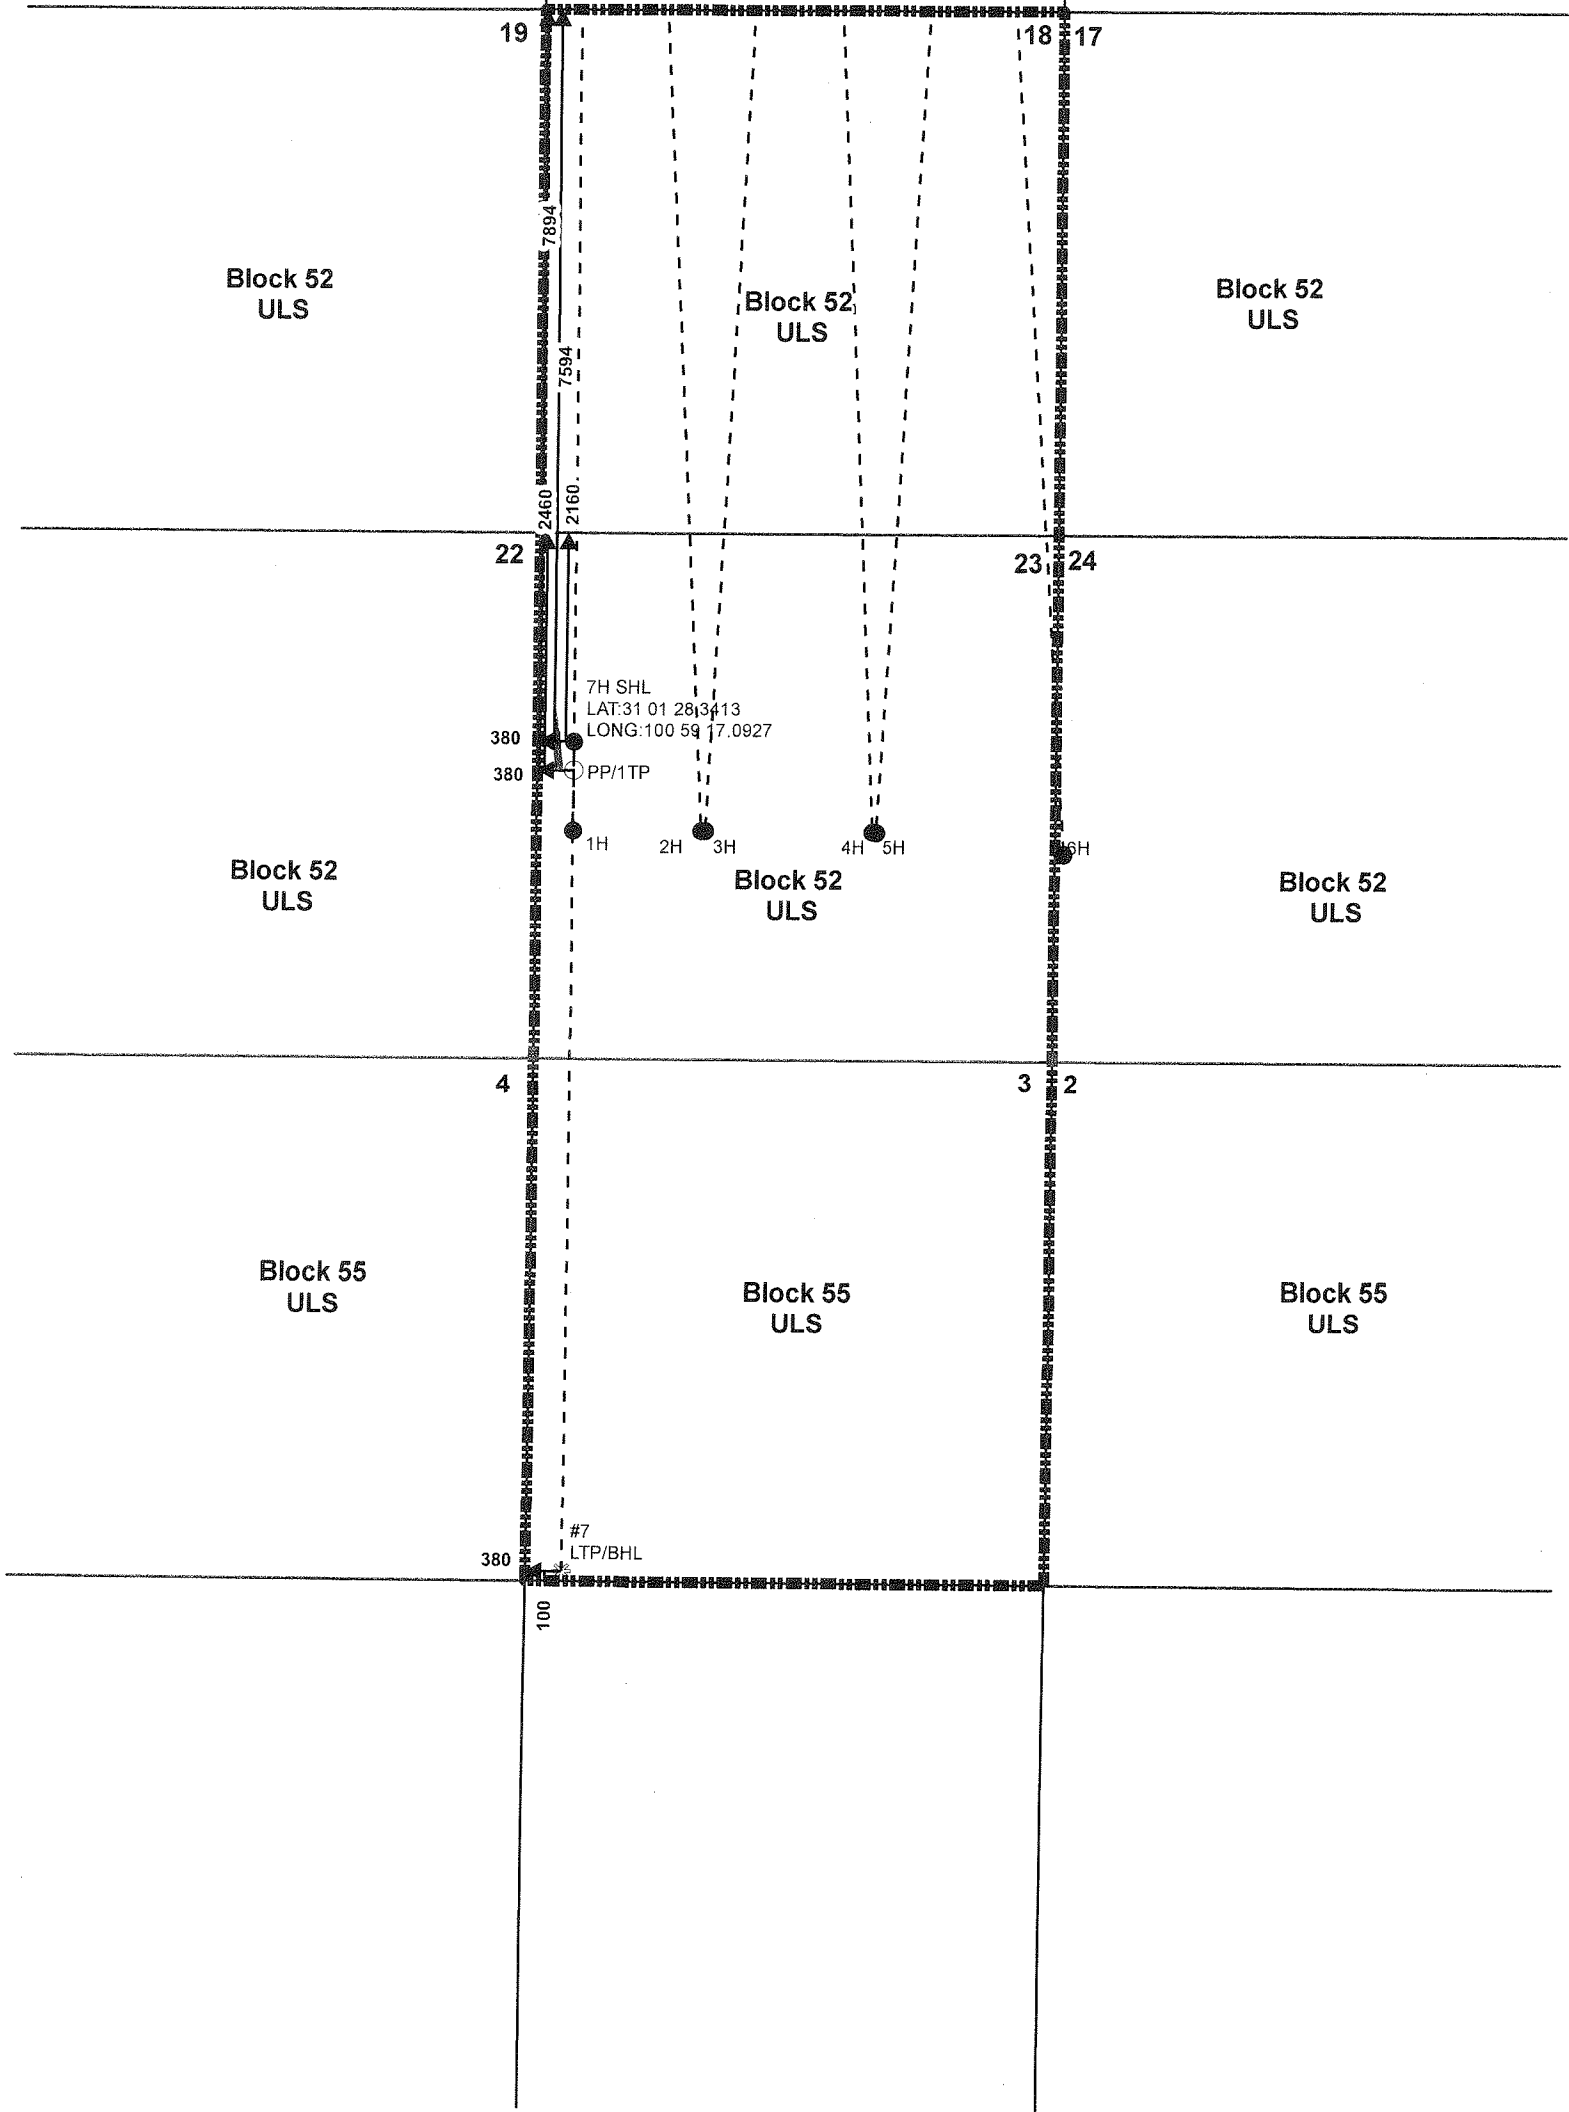 19
18
17
7894
Block 52
ULS
Block 52
ULS
Block 52
ULS
7594
2460
2160
22
23
24
7H SHL
LAT:31 01 28.3413
LONG:100 59 17.0927
380
380
PP/1TP
1H
2H
3H
4H
5H
6H
Block 52
ULS
Block 52
ULS
Block 52
ULS
4
3
2
Block 55
ULS
Block 55
ULS
Block 55
ULS
#7
LTP/BHL
380
100